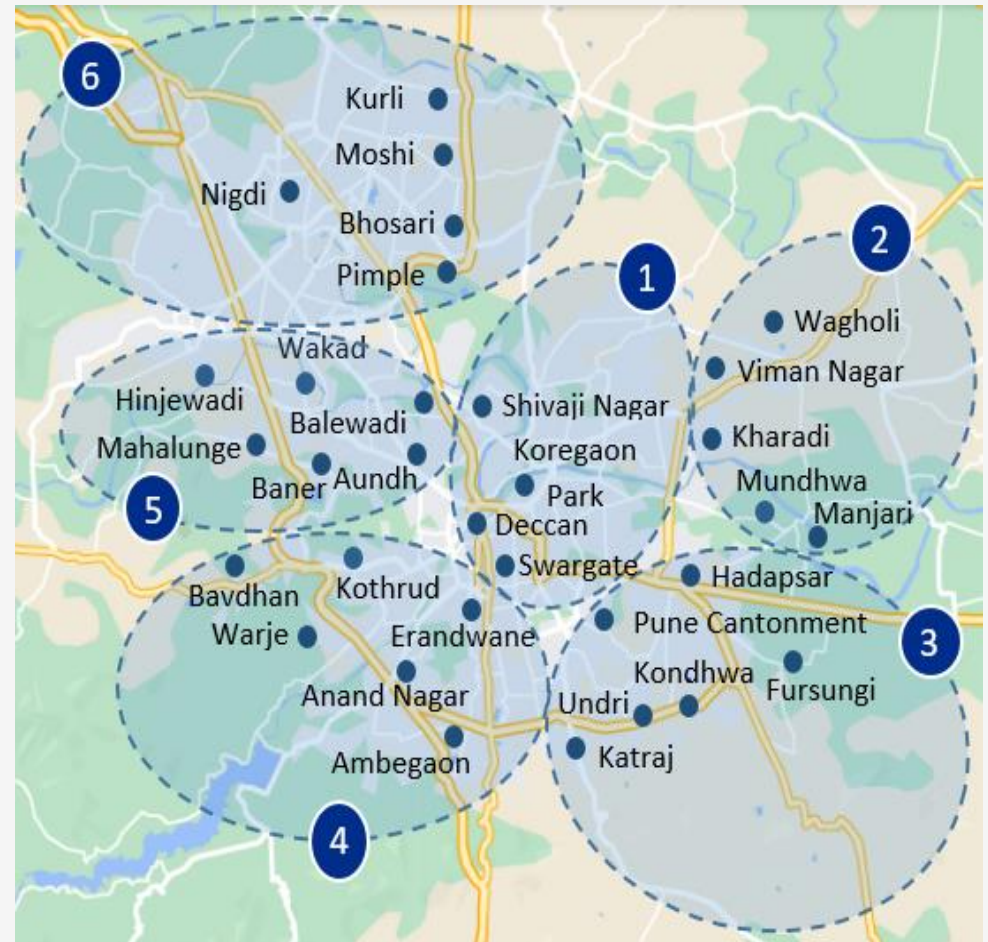 6
Kurli
Moshi
Nigdi
Bhosari
Pimple
1
2
Wagholi
Viman Nagar
Kharadi
Mundhwa
Manjari
Shivaji Nagar
Koregaon
Park
Deccan
Swargate
Wakad
Hinjewadi
Balewadi
Mahalunge
Baner
Aundh
5
Bavdhan
Kothrud
Warje
Erandwane
Anand Nagar
Ambegaon
4
Hadapsar
Pune Cantonment
3
Kondhwa
Fursungi
Undri
Katraj